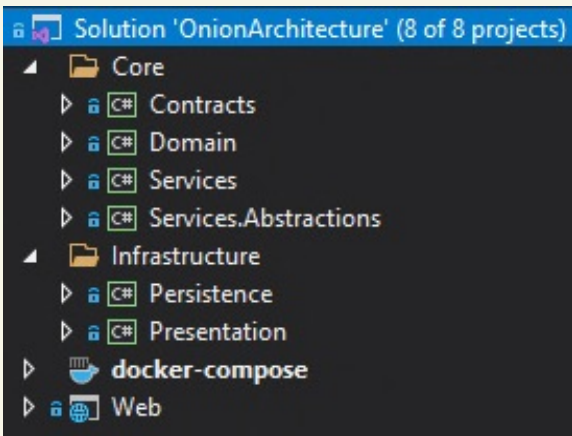 Solution 'OnionArchitecture' (8 of 8 projects)
Core
C# Contracts
C# Domain
C# Services
C# Services.Abstractions
Infrastructure
C# Persistence
C# Presentation
docker-compose
Web